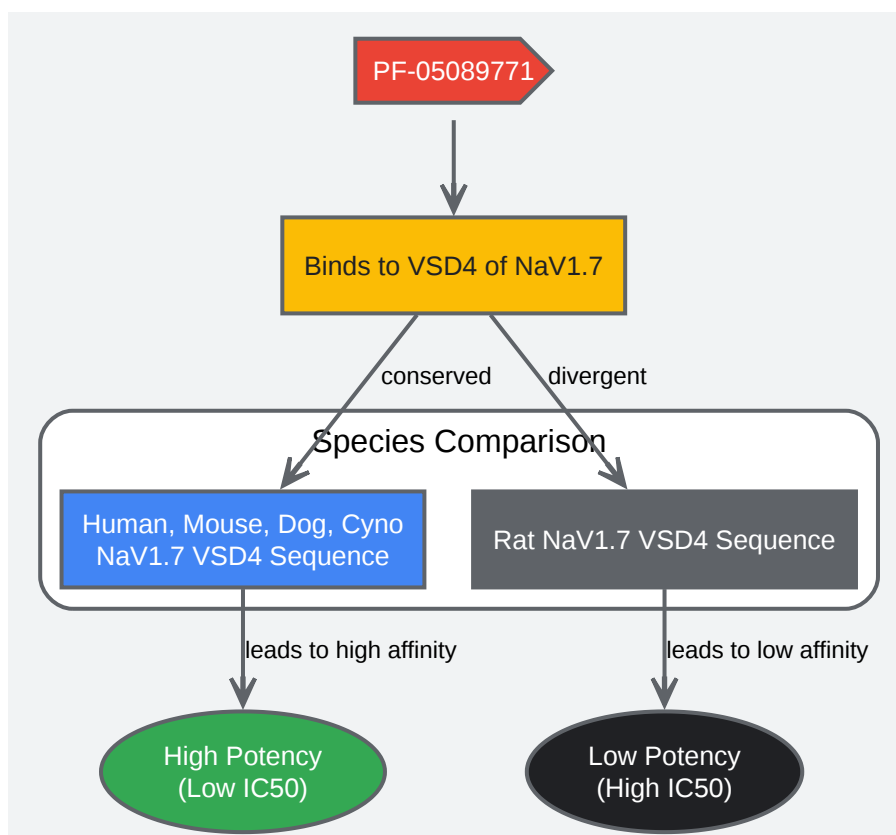 PF-05089771
Binds to VSD4 of NaV1.7
conserved
divergent
Species Comparison
Human, Mouse, Dog, Cyno
NaV1.7 VSD4 Sequence
Rat NaV1.7 VSD4 Sequence
leads to high affinity
leads to low affinity
High Potency
(Low IC50)
Low Potency
(High IC50)